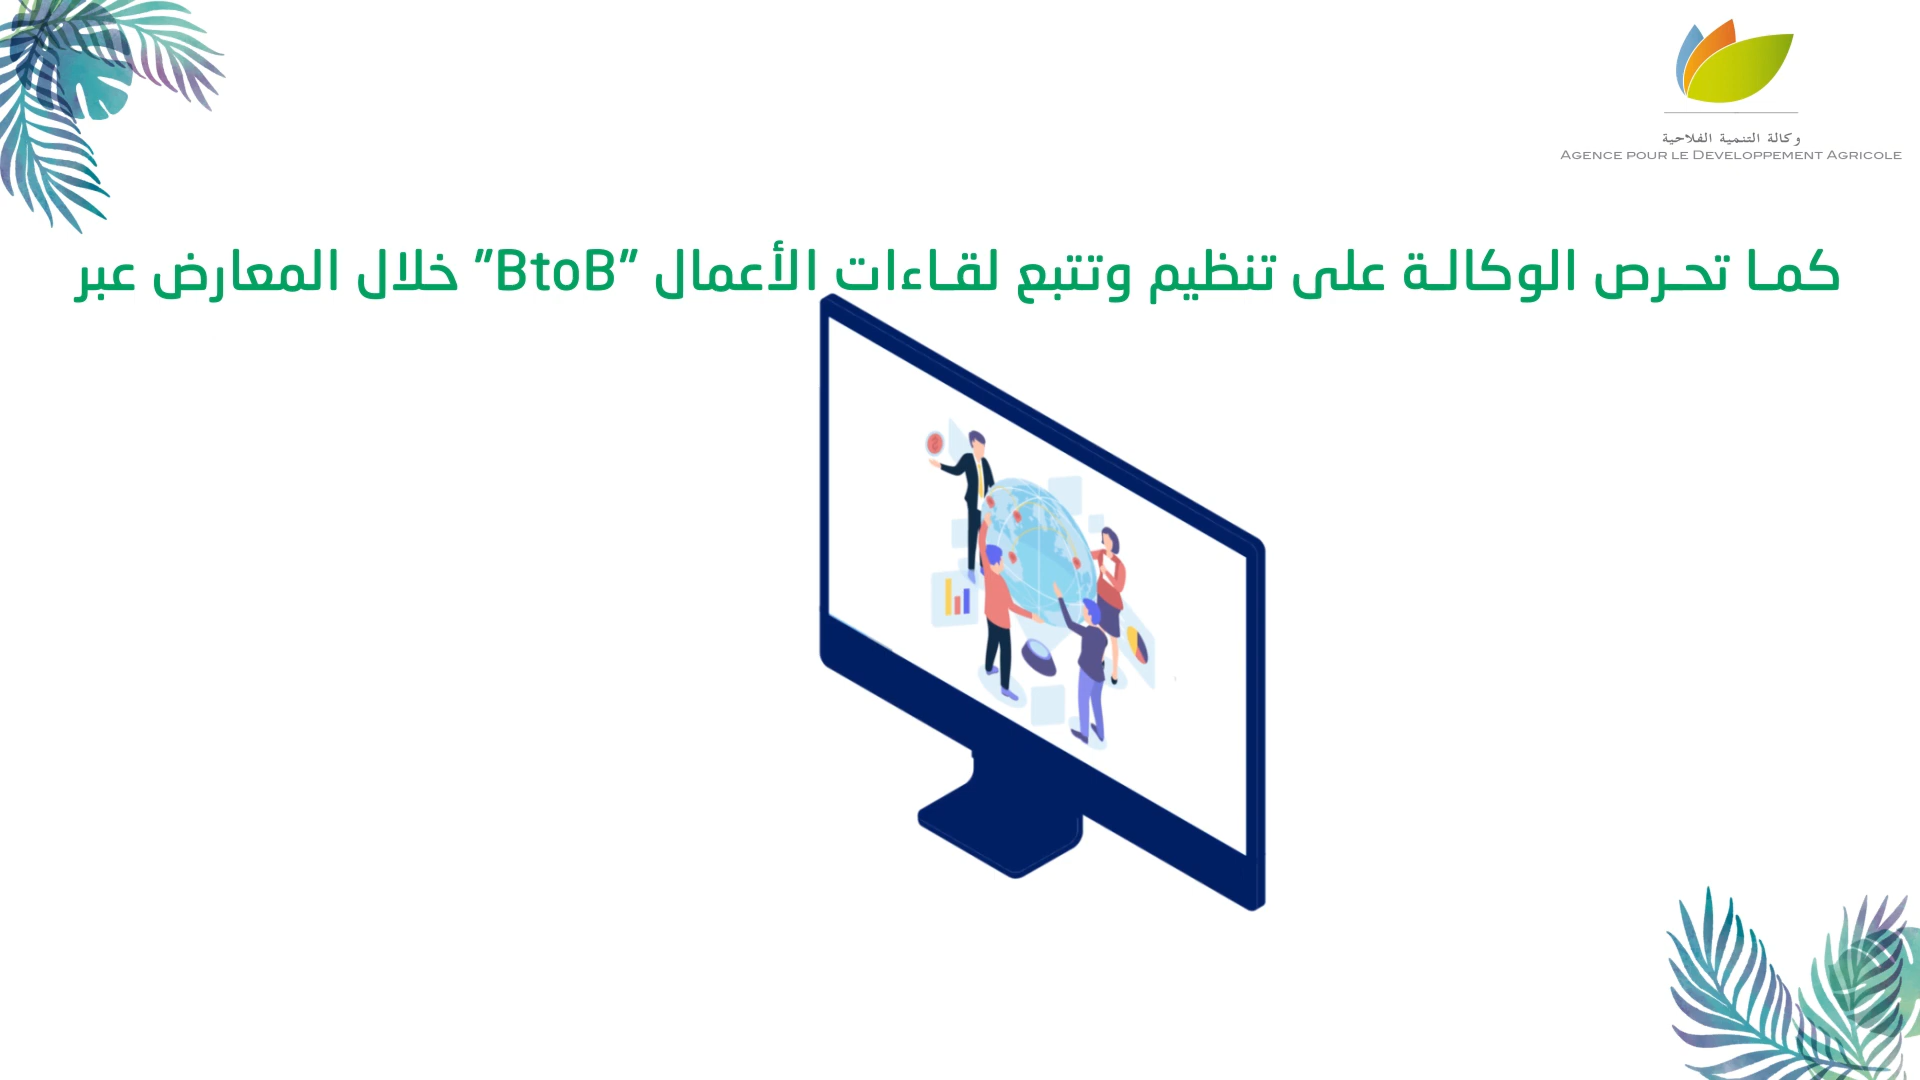 وكالة التنمية الفلاحية
AGENCE POUR LE DEVELOPPEMENT AGRICOLE
كما تحرص الوكالة على تنظيم وتتبع لقاءات الأعمال "BtoB" خلال المعارض عبر